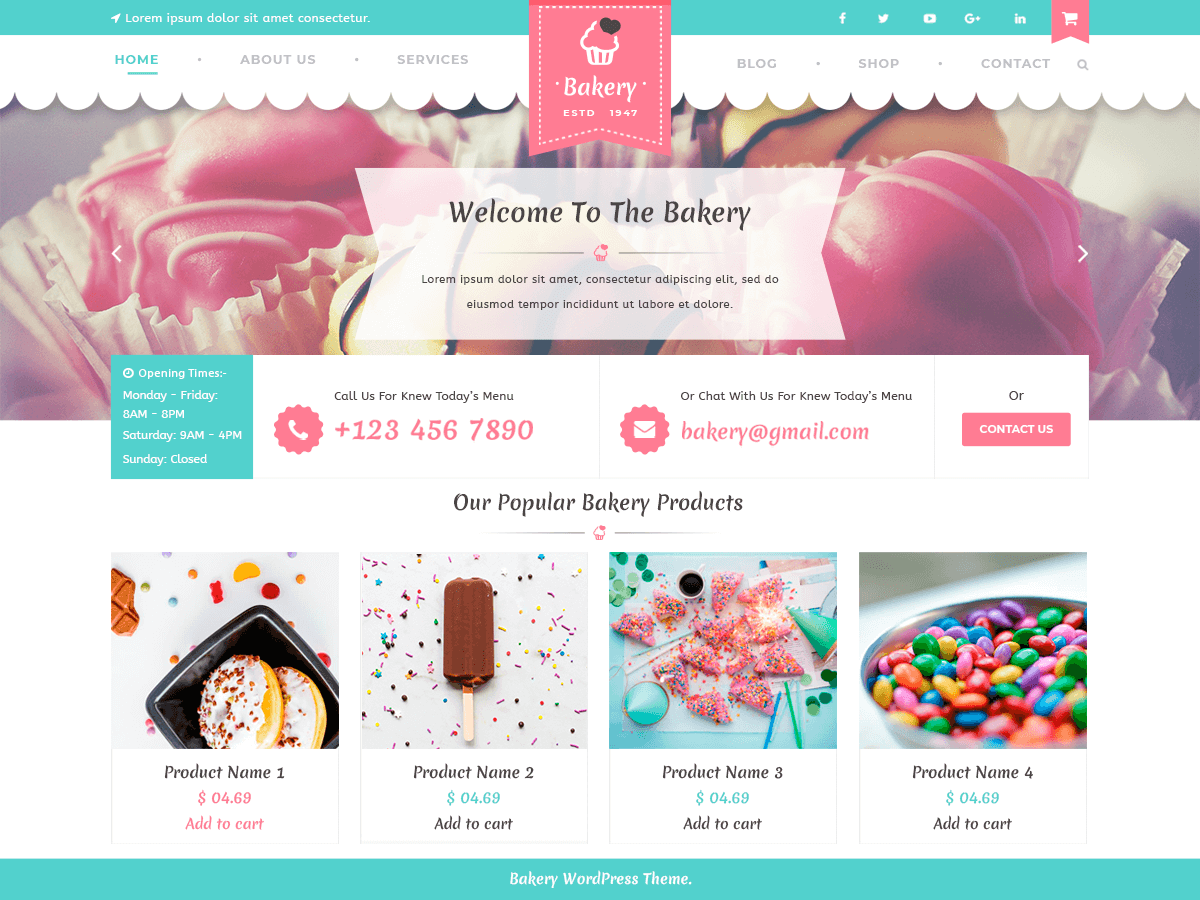 Lorem ipsum dolor sit amet consectetur.
HOME • ABOUT US • SERVICES
· Bakery ·
ESTD 1947
BLOG • SHOP • CONTACT
Welcome To The Bakery
Lorem ipsum dolor sit amet, consectetur adipiscing elit, sed do
eiusmod tempor incididunt ut labore et dolore.
Opening Times:-
Monday - Friday:
8AM - 8PM
Saturday: 9AM - 4PM
Sunday: Closed
Call Us For Knew Today's Menu
+123 456 7890
Or Chat With Us For Knew Today's Menu
bakery@gmail.com
Or
CONTACT US
Our Popular Bakery Products
Product Name 1
$ 04.69
Add to cart
Product Name 2
$ 04.69
Add to cart
Product Name 3
$ 04.69
Add to cart
Product Name 4
$ 04.69
Add to cart
Bakery WordPress Theme.